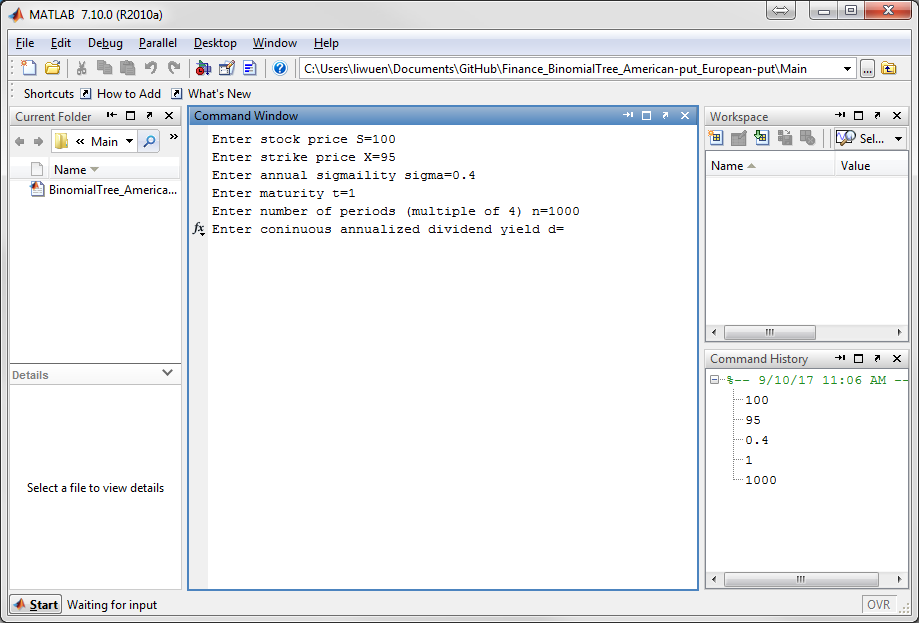 MATLAB 7.10.0 (R2010a)
File Edit Debug Parallel Desktop Window Help
C:\Users\liwuen\Documents\GitHub\Finance_BinomialTree_American-put_European-put\Main
Shortcuts How to Add What's New
Current Folder
« Main »
Name
BinomialTree_America...
Details
Select a file to view details
Command Window
Enter stock price S=100
Enter strike price X=95
Enter annual sigmaility sigma=0.4
Enter maturity t=1
Enter number of periods (multiple of 4) n=1000
fx Enter coninuous annualized dividend yield d=
Workspace
Sel...
Name Value
Command History
%-- 9/10/17 11:06 AM --
100
95
0.4
1
1000
Start Waiting for input
OVR